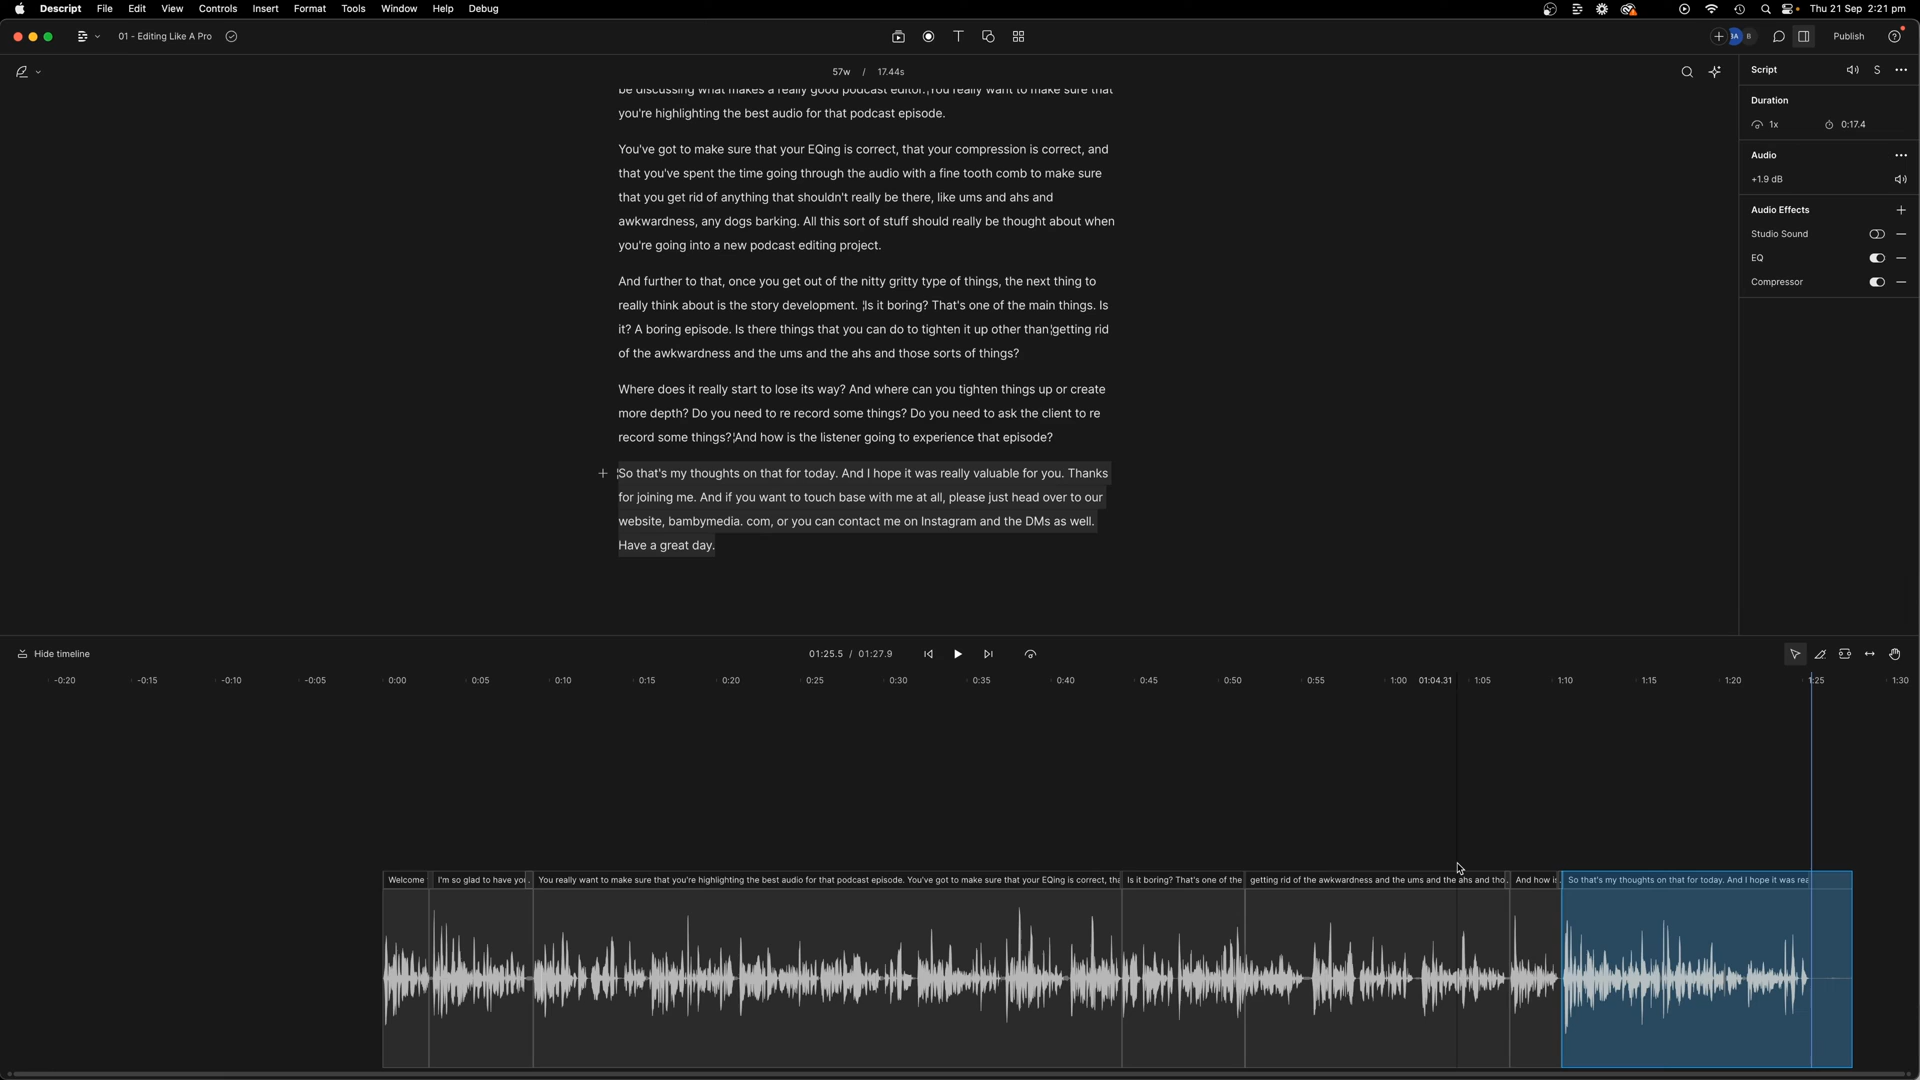 Descript File Edit View Controls Insert Format Tools Window Help Debug Thu 21 Sep 2:21 pm
01 - Editing Like A Pro
Publish
57w / 17.44s
be discussing what makes a really good podcast editor. You really want to make sure that
you're highlighting the best audio for that podcast episode.
You've got to make sure that your EQing is correct, that your compression is correct, and
that you've spent the time going through the audio with a fine tooth comb to make sure
that you get rid of anything that shouldn't really be there, like ums and ahs and
awkwardness, any dogs barking. All this sort of stuff should really be thought about when
you're going into a new podcast editing project.
And further to that, once you get out of the nitty gritty type of things, the next thing to
really think about is the story development. Is it boring? That's one of the main things. Is
it? A boring episode. Is there things that you can do to tighten it up other than getting rid
of the awkwardness and the ums and the ahs and those sorts of things?
Where does it really start to lose its way? And where can you tighten things up or create
more depth? Do you need to re record some things? Do you need to ask the client to re
record some things? And how is the listener going to experience that episode?
So that's my thoughts on that for today. And I hope it was really valuable for you. Thanks
for joining me. And if you want to touch base with me at all, please just head over to our
website, bambymedia. com, or you can contact me on Instagram and the DMs as well.
Have a great day.
Script S
Duration
1x 0:17.4
Audio
+1.9 dB
Audio Effects
Studio Sound
EQ
Compressor
Hide timeline 01:25.5 / 01:27.9
-0:20 -0:15 -0:10 -0:05 0:00 0:05 0:10 0:15 0:20 0:25 0:30 0:35 0:40 0:45 0:50 0:55 1:00 01:04.31 1:05 1:10 1:15 1:20 1:25 1:30
Welcome I'm so glad to have you You really want to make sure that you're highlighting the best audio for that podcast episode. You've got to make sure that your EQing is correct, tha Is it boring? That's one of the getting rid of the awkwardness and the ums and the ahs and tho And how is So that's my thoughts on that for today. And I hope it was rea